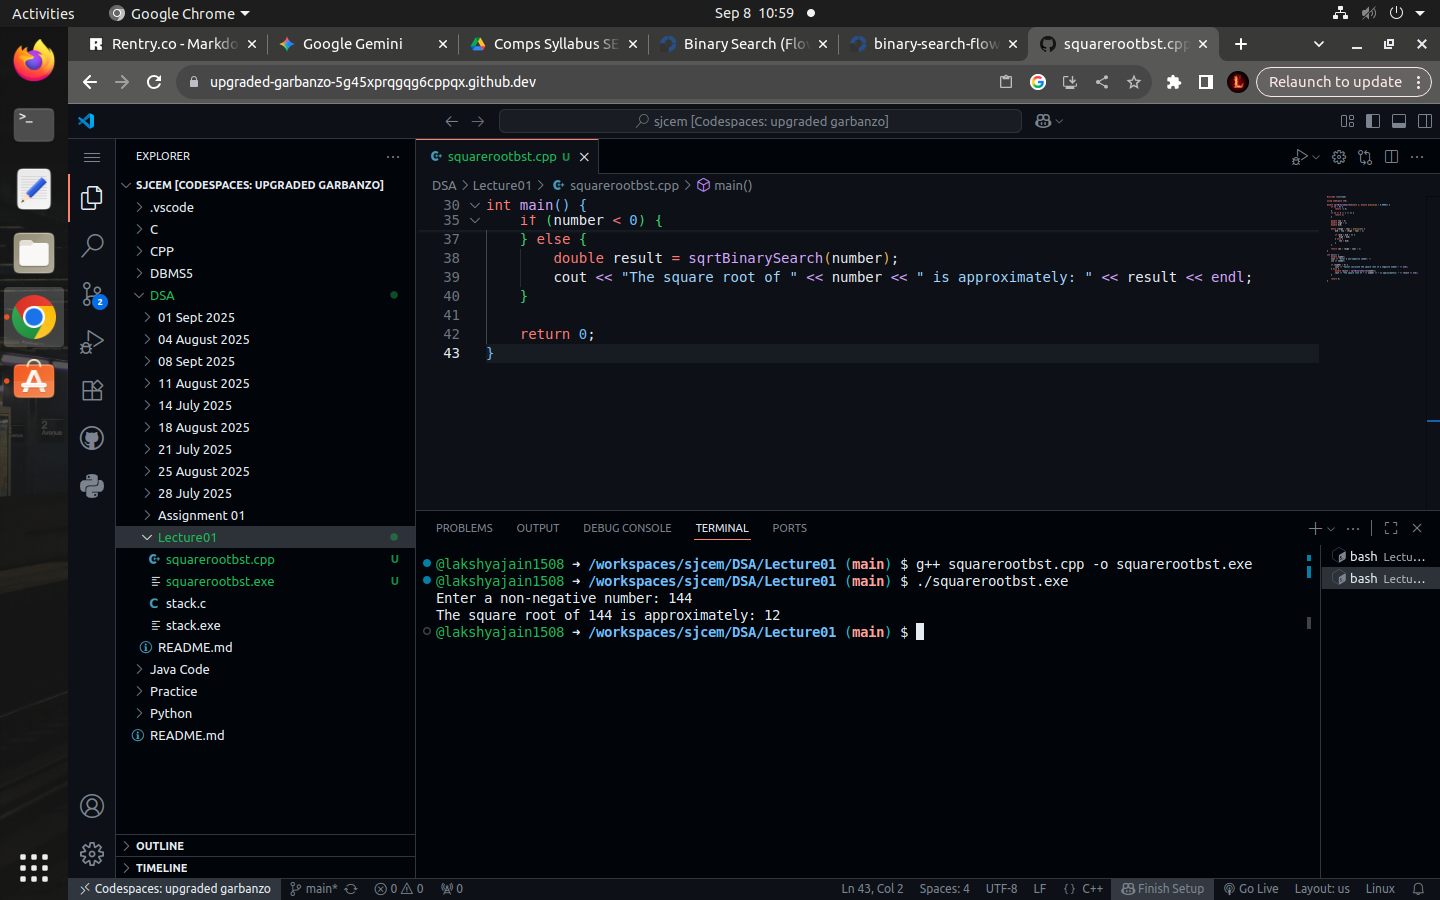 Activities
Google Chrome
Sep 8 10:59
Rentry.co - Markdo
Google Gemini
Comps Syllabus SE
Binary Search (Flov
binary-search-flow
squarerootbst.cpp
upgraded-garbanzo-5g45xprqgqg6cppqx.github.dev
L
Relaunch to update
sjcem [Codespaces: upgraded garbanzo]
EXPLORER
SJCEM [CODESPACES: UPGRADED GARBANZO]
.vscode
C
CPP
DBMS5
DSA
01 Sept 2025
04 August 2025
08 Sept 2025
11 August 2025
14 July 2025
18 August 2025
21 July 2025
25 August 2025
28 July 2025
Assignment 01
Lecture01
squarerootbst.cpp U
squarerootbst.exe U
stack.c
stack.exe
README.md
Java Code
Practice
Python
README.md
OUTLINE
TIMELINE
2
squarerootbst.cpp U
DSA > Lecture01 > squarerootbst.cpp > main()
30 int main() {
35 if (number < 0) {
37 } else {
38 double result = sqrtBinarySearch(number);
39 cout << "The square root of " << number << " is approximately: " << result << endl;
40 }
41
42 return 0;
43 }
PROBLEMS OUTPUT DEBUG CONSOLE TERMINAL PORTS
@lakshyajain1508 → /workspaces/sjcem/DSA/Lecture01 (main) $ g++ squarerootbst.cpp -o squarerootbst.exe
@lakshyajain1508 → /workspaces/sjcem/DSA/Lecture01 (main) $ ./squarerootbst.exe
Enter a non-negative number: 144
The square root of 144 is approximately: 12
@lakshyajain1508 → /workspaces/sjcem/DSA/Lecture01 (main) $
bash Lectu...
bash Lectu...
Codespaces: upgraded garbanzo
main*
0 0
0
Ln 43, Col 2
Spaces: 4
UTF-8
LF
{ } C++
Finish Setup
Go Live
Layout: us
Linux